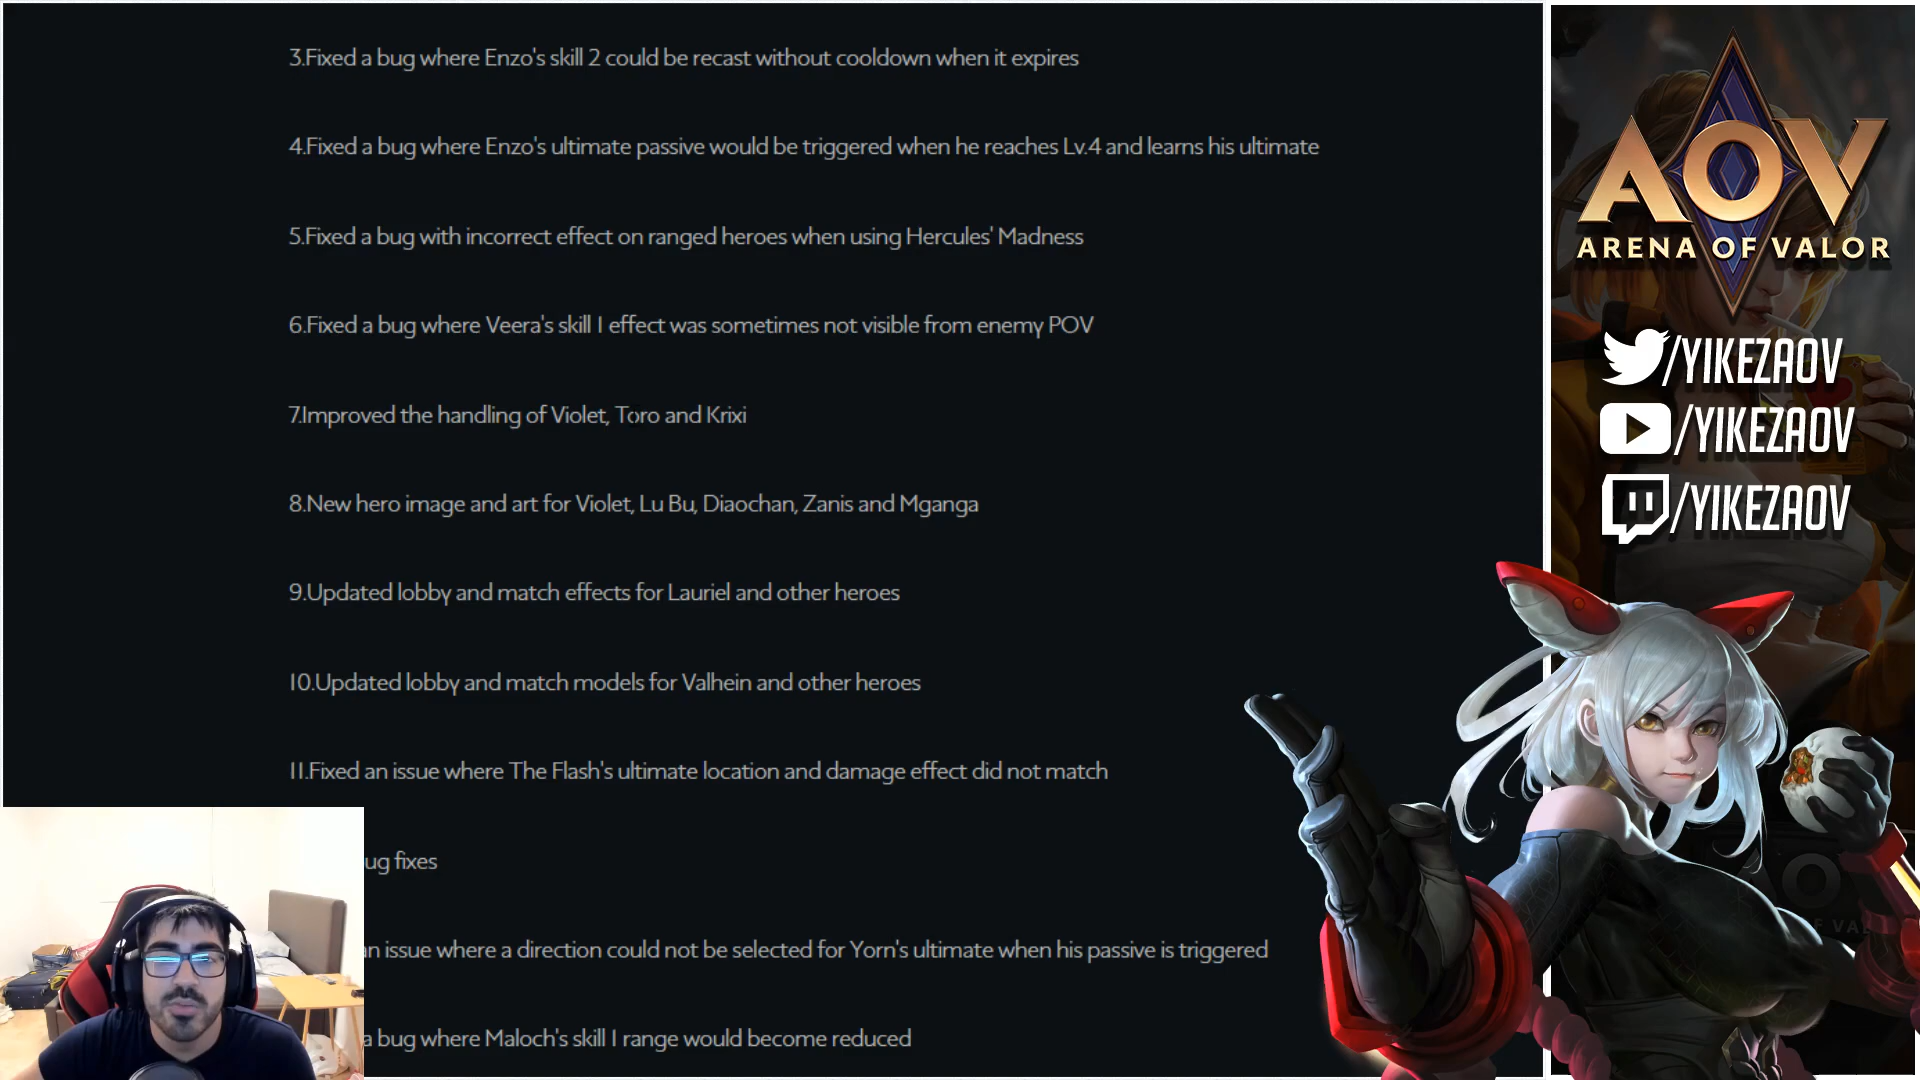 3.Fixed a bug where Enzo's skill 2 could be recast without cooldown when it expires
4.Fixed a bug where Enzo's ultimate passive would be triggered when he reaches Lv.4 and learns his ultimate
5.Fixed a bug with incorrect effect on ranged heroes when using Hercules' Madness
6.Fixed a bug where Veera's skill 1 effect was sometimes not visible from enemy POV
7.Improved the handling of Violet, Toro and Krixi
8.New hero image and art for Violet, Lu Bu, Diaochan, Zanis and Mganga
9.Updated lobby and match effects for Lauriel and other heroes
10.Updated lobby and match models for Valhein and other heroes
11.Fixed an issue where The Flash's ultimate location and damage effect did not match
ug fixes
n issue where a direction could not be selected for Yorn's ultimate when his passive is triggered
a bug where Maloch's skill 1 range would become reduced
AOV
ARENA OF VALOR
/YIKEZAOV
/YIKEZAOV
/YIKEZAOV